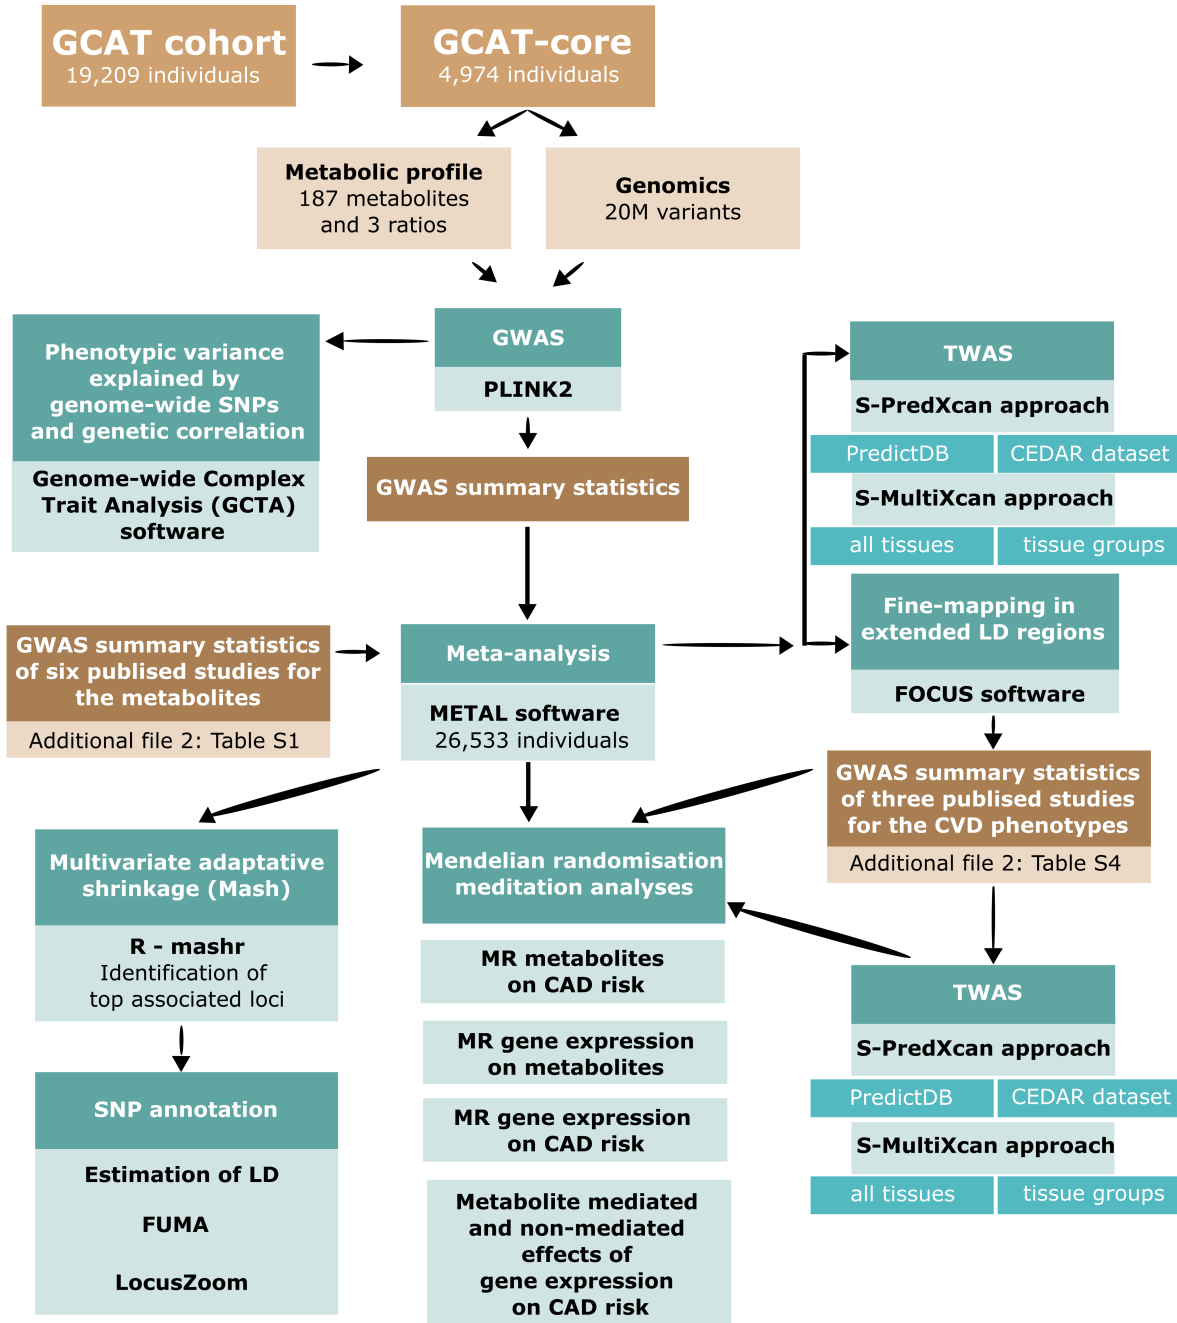 GCAT cohort
19,209 individuals
GCAT-core
4,974 individuals
Metabolic profile
187 metabolites
and 3 ratios
Genomics
20M variants
Phenotypic variance
explained by
genome-wide SNPs
and genetic correlation
Genome-wide Complex
Trait Analysis (GCTA)
software
GWAS
PLINK2
GWAS summary statistics
TWAS
S-PredXcan approach
PredictDB
CEDAR dataset
S-MultiXcan approach
all tissues
tissue groups
Fine-mapping in
extended LD regions
FOCUS software
GWAS summary statistics
of six publised studies for
the metabolites
Additional file 2: Table S1
Meta-analysis
METAL software
26,533 individuals
GWAS summary statistics
of three publised studies
for the CVD phenotypes
Additional file 2: Table S4
Multivariate adaptative
shrinkage (Mash)
R - mashr
Identification of
top associated loci
SNP annotation
Estimation of LD
FUMA
LocusZoom
Mendelian randomisation
meditation analyses
MR metabolites
on CAD risk
MR gene expression
on metabolites
MR gene expression
on CAD risk
Metabolite mediated
and non-mediated
effects of
gene expression
on CAD risk
TWAS
S-PredXcan approach
PredictDB
CEDAR dataset
S-MultiXcan approach
all tissues
tissue groups